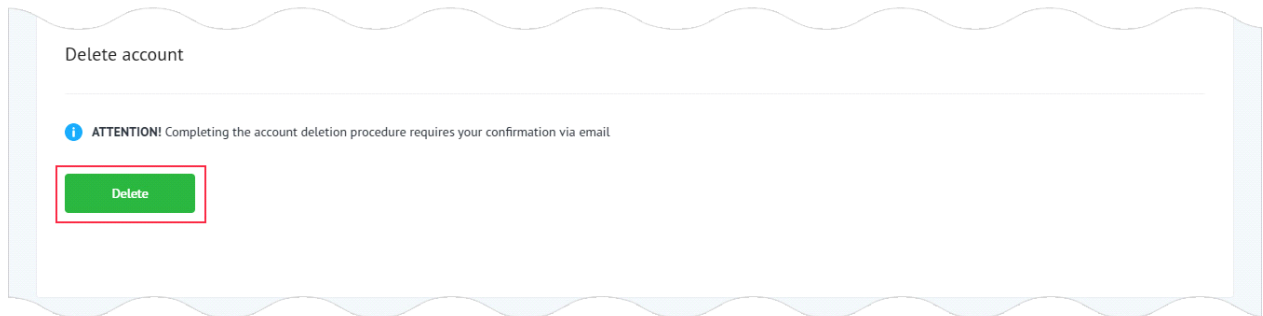 Delete account
ATTENTION! Completing the account deletion procedure requires your confirmation via email
Delete